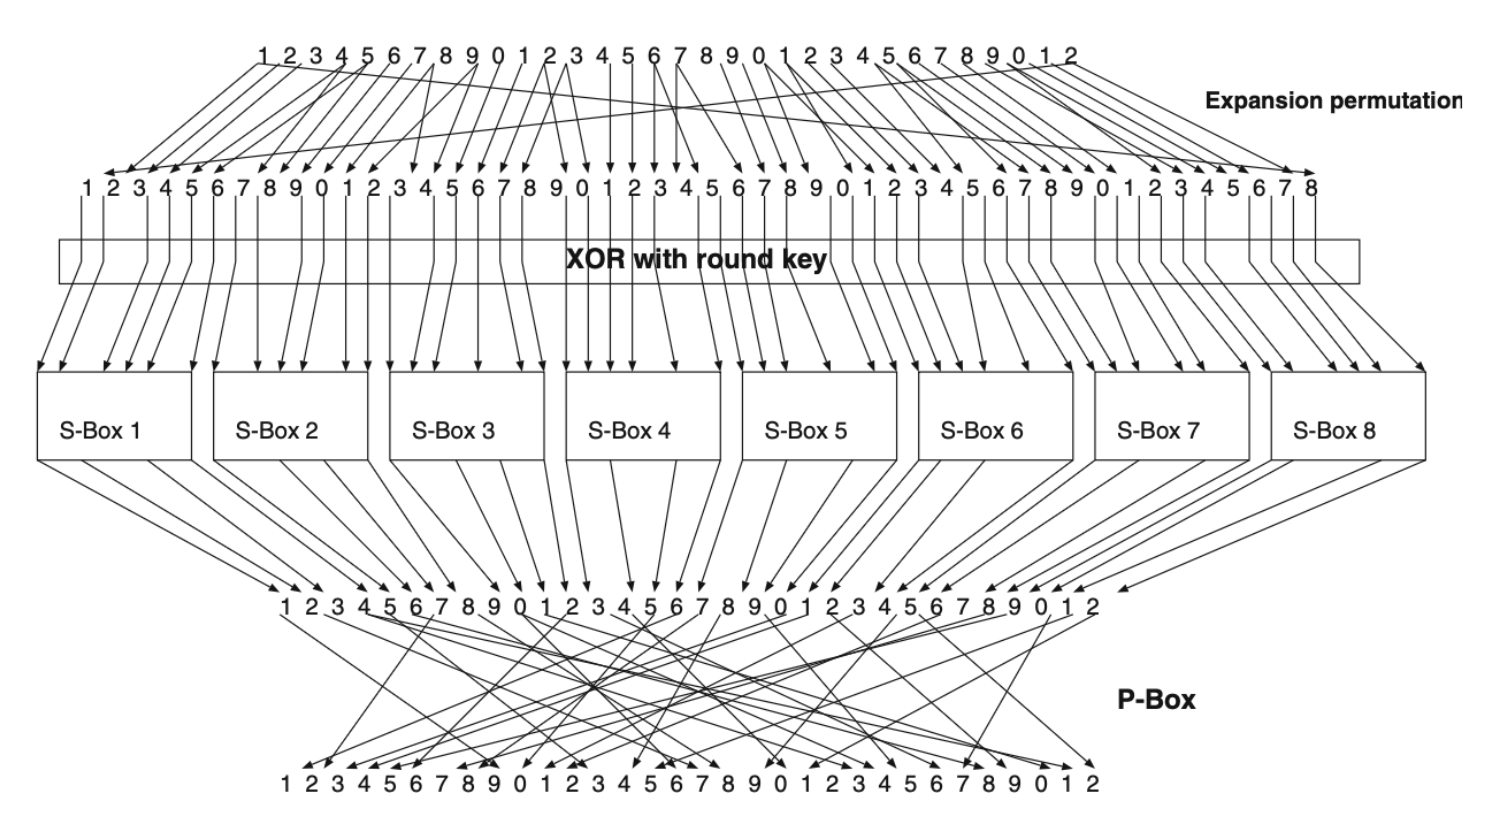 1 2 3 4 5 6 7 8 9 0 1 2 3 4 5 6 7 8 9 0 1 2 3 4 5 6 7 8 9 0 1 2
Expansion permutation
1 2 3 4 5 6 7 8 9 0 1 2 3 4 5 6 7 8 9 0 1 2 3 4 5 6 7 8 9 0 1 2 3 4 5 6 7 8 9 0 1 2 3 4 5 6 7 8
XOR with round key
S-Box 1 S-Box 2 S-Box 3 S-Box 4 S-Box 5 S-Box 6 S-Box 7 S-Box 8
1 2 3 4 5 6 7 8 9 0 1 2 3 4 5 6 7 8 9 0 1 2 3 4 5 6 7 8 9 0 1 2
P-Box
1 2 3 4 5 6 7 8 9 0 1 2 3 4 5 6 7 8 9 0 1 2 3 4 5 6 7 8 9 0 1 2